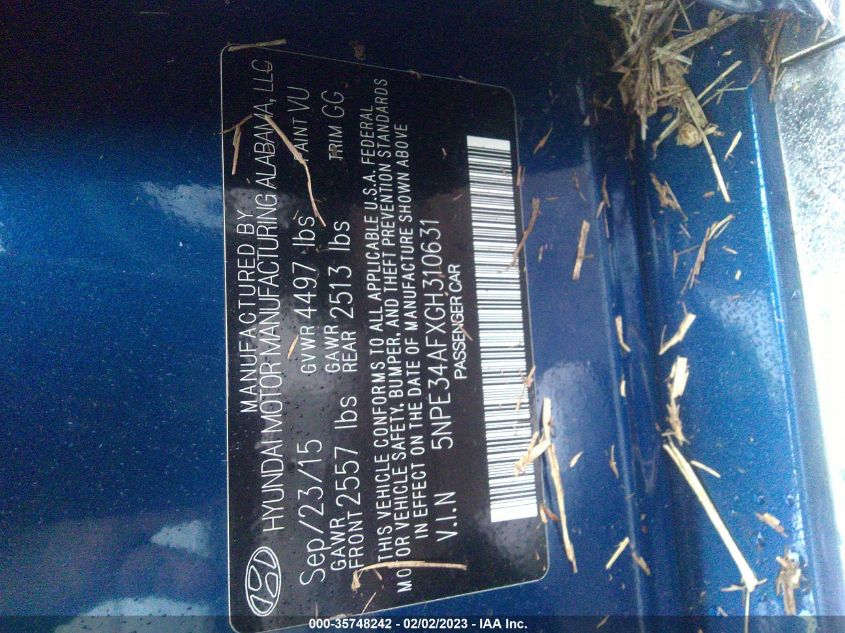 MANUFACTURED BY
HYUNDAI MOTOR MANUFACTURING ALABAMA, LLC
Sep/23/15 GVWR 4497 lbs PAINT VU
GAWR FRONT 2557 lbs GAWR REAR 2513 lbs TRIM GG
THIS VEHICLE CONFORMS TO ALL APPLICABLE U.S.A. FEDERAL
MOTOR VEHICLE SAFETY, BUMPER, AND THEFT PREVENTION STANDARDS
IN EFFECT ON THE DATE OF MANUFACTURE SHOWN ABOVE
V.I.N 5NPE34AFXGH310631
PASSENGER CAR
000-35748242 / 02/02/2023 - IAA Inc.